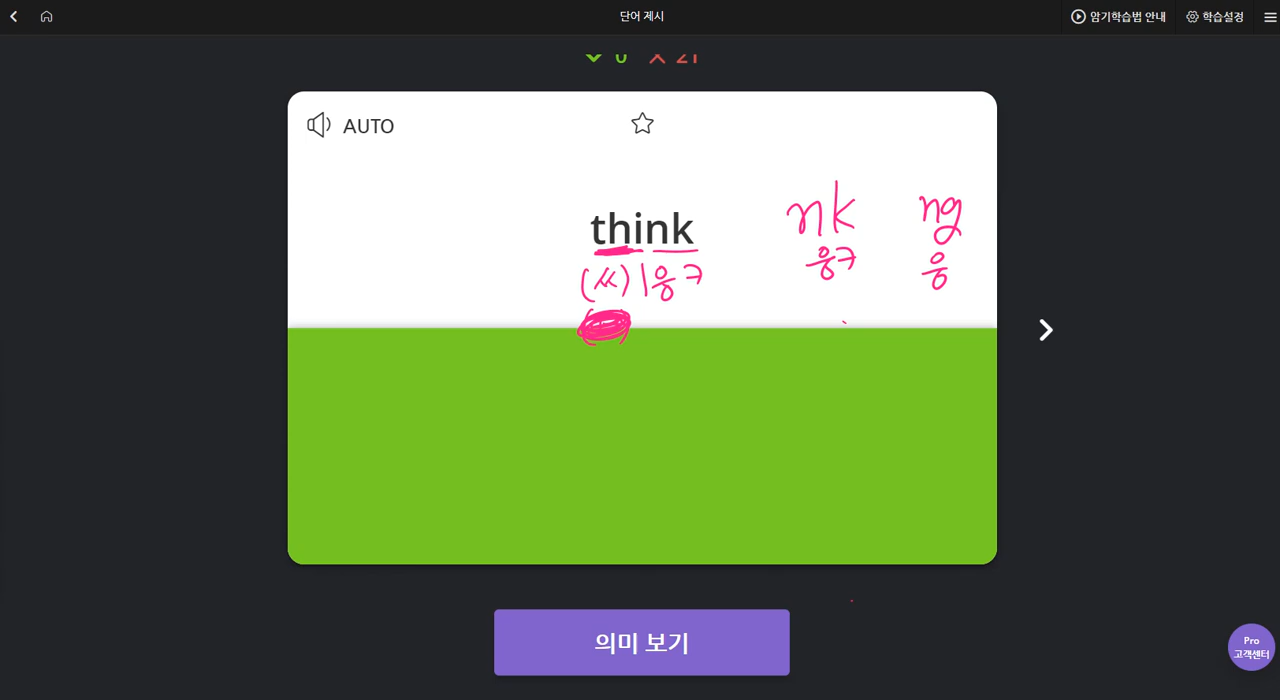 단어 제시
암기학습법 안내
학습설정
AUTO
think
nk
ng
(ㅆ)ㅣ응ㅋ
응ㅋ
응
의미 보기
Pro
고객센터